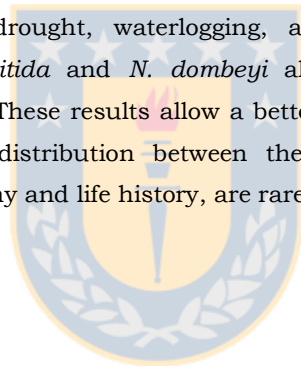 drought, waterlogging, a
itida and N. dombeyi al
These results allow a bette
distribution between the
ny and life history, are rare